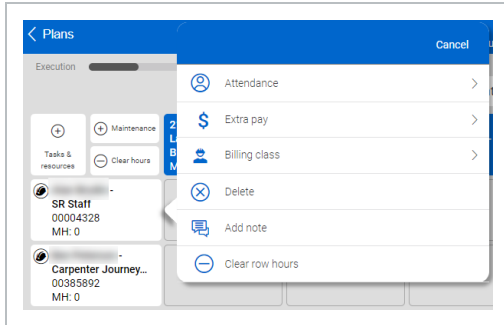 Plans
Cancel
Execution
Attendance
Extra pay
Maintenance
Tasks &
resources
Clear hours
2
L
B
M
Billing class
Delete
-
SR Staff
00004328
MH: 0
Add note
-
Carpenter Journey...
00385892
MH: 0
Clear row hours